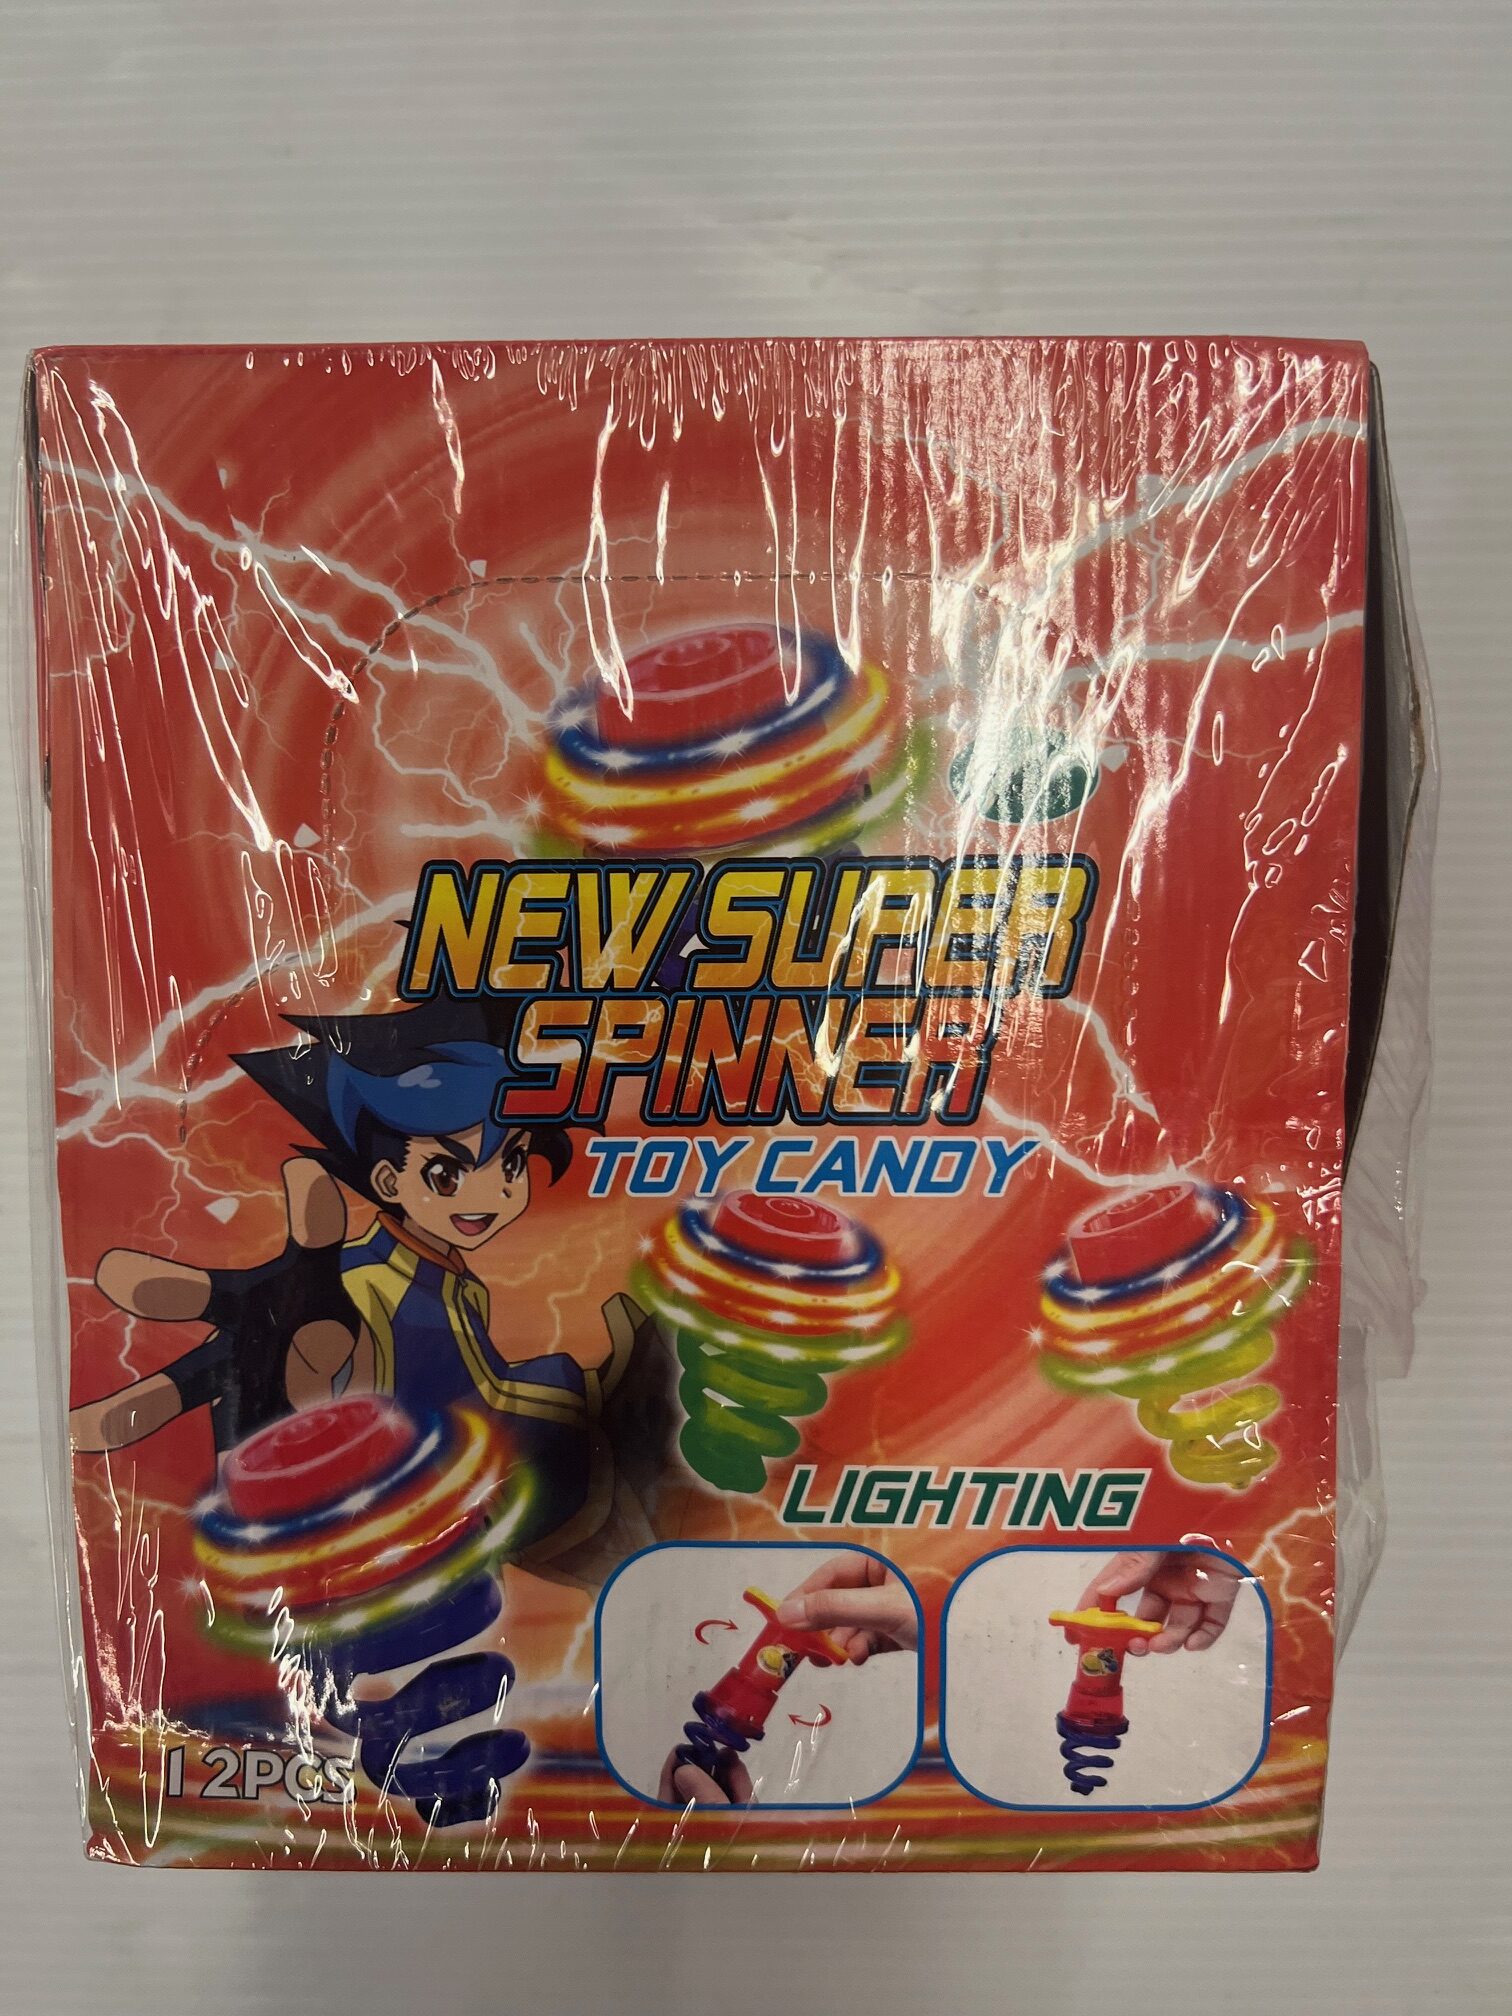 NEW SUPER
SPINNER
TOY CANDY
LIGHTING
12PCS